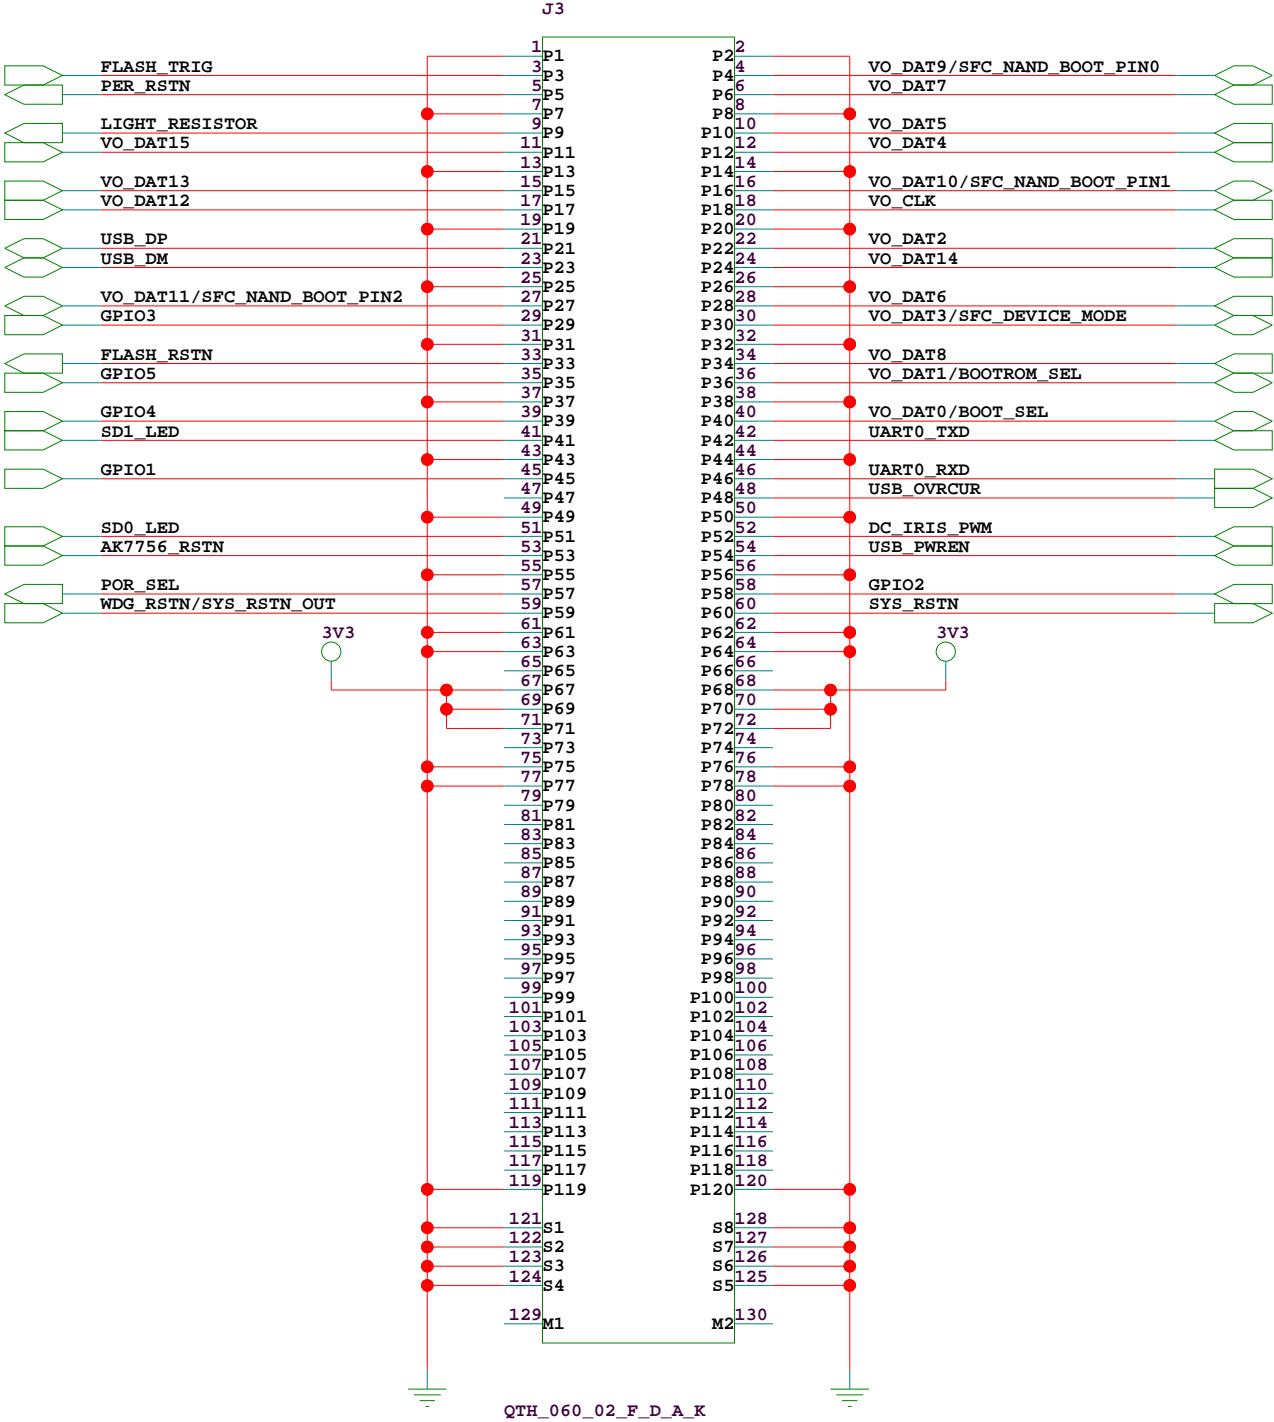 J3
1 P1 P2 2
FLASH_TRIG 3 P3 P4 4 VO_DAT9/SFC_NAND_BOOT_PIN0
PER_RSTN 5 P5 P6 6 VO_DAT7
7 P7 P8 8
LIGHT_RESISTOR 9 P9 P10 10 VO_DAT5
VO_DAT15 11 P11 P12 12 VO_DAT4
13 P13 P14 14
VO_DAT13 15 P15 P16 16 VO_DAT10/SFC_NAND_BOOT_PIN1
VO_DAT12 17 P17 P18 18 VO_CLK
19 P19 P20 20
USB_DP 21 P21 P22 22 VO_DAT2
USB_DM 23 P23 P24 24 VO_DAT14
25 P25 P26 26
VO_DAT11/SFC_NAND_BOOT_PIN2 27 P27 P28 28 VO_DAT6
GPIO3 29 P29 P30 30 VO_DAT3/SFC_DEVICE_MODE
31 P31 P32 32
FLASH_RSTN 33 P33 P34 34 VO_DAT8
GPIO5 35 P35 P36 36 VO_DAT1/BOOTROM_SEL
37 P37 P38 38
GPIO4 39 P39 P40 40 VO_DAT0/BOOT_SEL
SD1_LED 41 P41 P42 42 UART0_TXD
43 P43 P44 44
GPIO1 45 P45 P46 46 UART0_RXD
47 P47 P48 48 USB_OVRCUR
49 P49 P50 50
SD0_LED 51 P51 P52 52 DC_IRIS_PWM
AK7756_RSTN 53 P53 P54 54 USB_PWREN
55 P55 P56 56
POR_SEL 57 P57 P58 58 GPIO2
WDG_RSTN/SYS_RSTN_OUT 59 P59 P60 60 SYS_RSTN
3V3 61 P61 P62 62 3V3
63 P63 P64 64
65 P65 P66 66
67 P67 P68 68
69 P69 P70 70
71 P71 P72 72
73 P73 P74 74
75 P75 P76 76
77 P77 P78 78
79 P79 P80 80
81 P81 P82 82
83 P83 P84 84
85 P85 P86 86
87 P87 P88 88
89 P89 P90 90
91 P91 P92 92
93 P93 P94 94
95 P95 P96 96
97 P97 P98 98
99 P99 P100 100
101 P101 P102 102
103 P103 P104 104
105 P105 P106 106
107 P107 P108 108
109 P109 P110 110
111 P111 P112 112
113 P113 P114 114
115 P115 P116 116
117 P117 P118 118
119 P119 P120 120
121 S1 S8 128
122 S2 S7 127
123 S3 S6 126
124 S4 S5 125
129 M1 M2 130
QTH_060_02_F_D_A_K